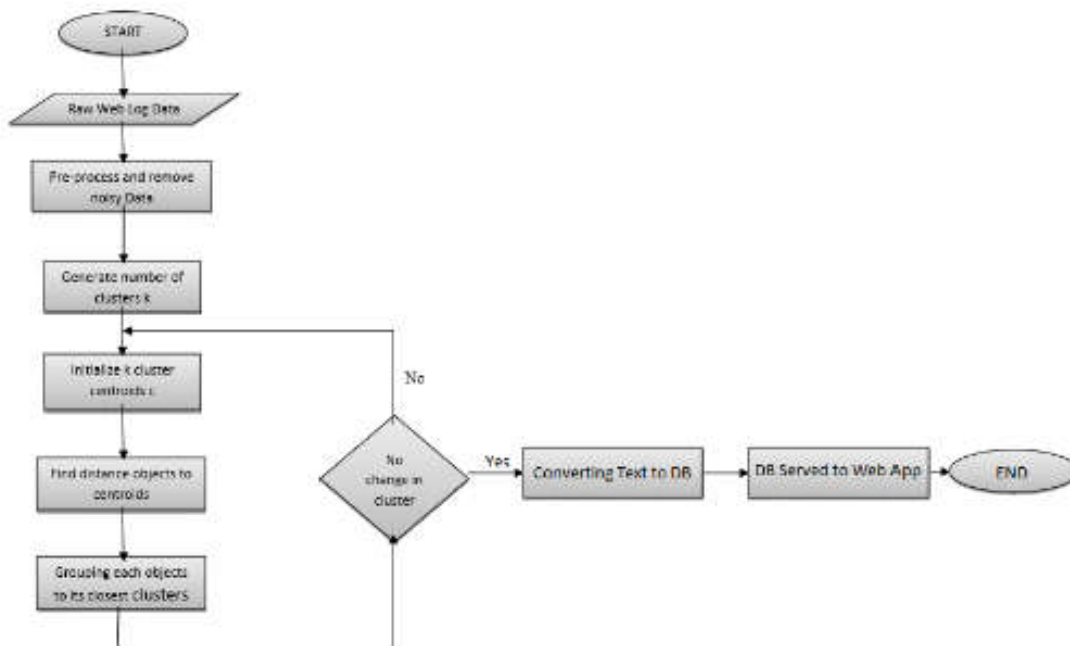 START
Raw Web Log Data
Pre-process and remove
noisy Data
Generate number of
clusters k
Initialize k cluster
centroids c
Find distance objects to
centroids
Grouping each objects
to its closest clusters
No
No
change in
cluster
Yes
Converting Text to DB
DB Served to Web App
END